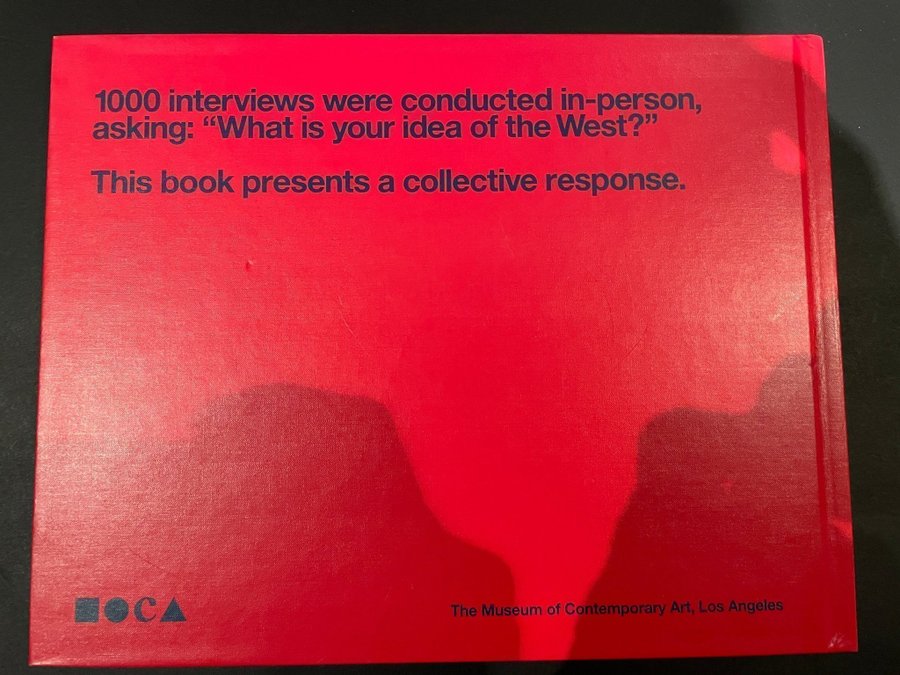 1000 interviews were conducted in-person,
asking: “What is your idea of the West?”
This book presents a collective response.
The Museum of Contemporary Art, Los Angeles
MOCA